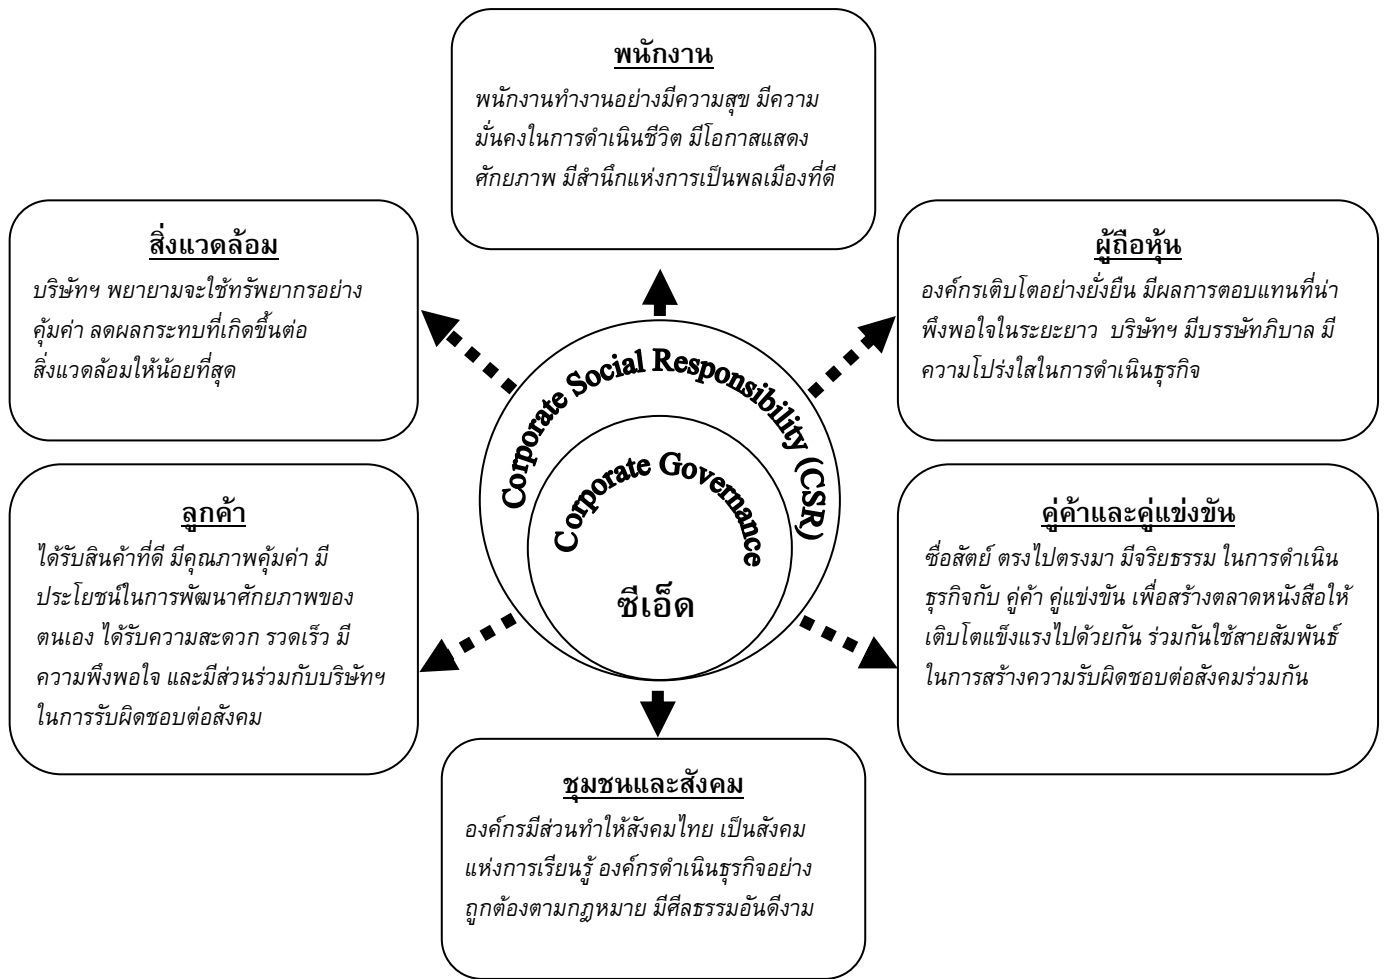 พนักงาน
พนักงานทำงานอย่างมีความสุข มีความ
มั่นคงในการดำเนินชีวิต มีโอกาสแสดง
ศักยภาพ มีสำนึกแห่งการเป็นพลเมืองที่ดี
สิ่งแวดล้อม
บริษัทฯ พยายามจะใช้ทรัพยากรอย่าง
คุ้มค่า ลดผลกระทบที่เกิดขึ้นต่อ
สิ่งแวดล้อมให้น้อยที่สุด
ผู้ถือหุ้น
องค์กรเติบโตอย่างยั่งยืน มีผลการตอบแทนที่น่า
พึงพอใจในระยะยาว บริษัทฯ มีบรรษัทภิบาล มี
ความโปร่งใสในการดำเนินธุรกิจ
Corporate Social Responsibility (CSR)
Corporate Governance
ซีเอ็ด
ลูกค้า
ได้รับสินค้าที่ดี มีคุณภาพคุ้มค่า มี
ประโยชน์ในการพัฒนาศักยภาพของ
ตนเอง ได้รับความสะดวก รวดเร็ว มี
ความพึงพอใจ และมีส่วนร่วมกับบริษัทฯ
ในการรับผิดชอบต่อสังคม
คู่ค้าและคู่แข่งขัน
ซื่อสัตย์ ตรงไปตรงมา มีจริยธรรม ในการดำเนิน
ธุรกิจกับ คู่ค้า คู่แข่งขัน เพื่อสร้างตลาดหนังสือให้
เติบโตแข็งแรงไปด้วยกัน ร่วมกันใช้สายสัมพันธ์
ในการสร้างความรับผิดชอบต่อสังคมร่วมกัน
ชุมชนและสังคม
องค์กรมีส่วนทำให้สังคมไทย เป็นสังคม
แห่งการเรียนรู้ องค์กรดำเนินธุรกิจอย่าง
ถูกต้องตามกฎหมาย มีศีลธรรมอันดีงาม